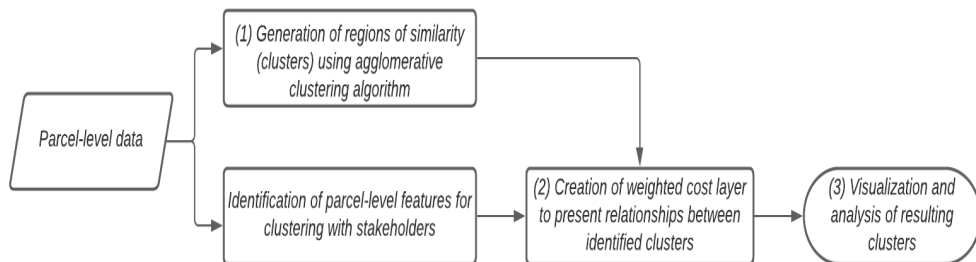 (1) Generation of regions of similarity
(clusters) using agglomerative
clustering algorithm
Parcel-level data
Identification of parcel-level features for
clustering with stakeholders
(2) Creation of weighted cost layer
to present relationships between
identified clusters
(3) Visualization and
analysis of resulting
clusters